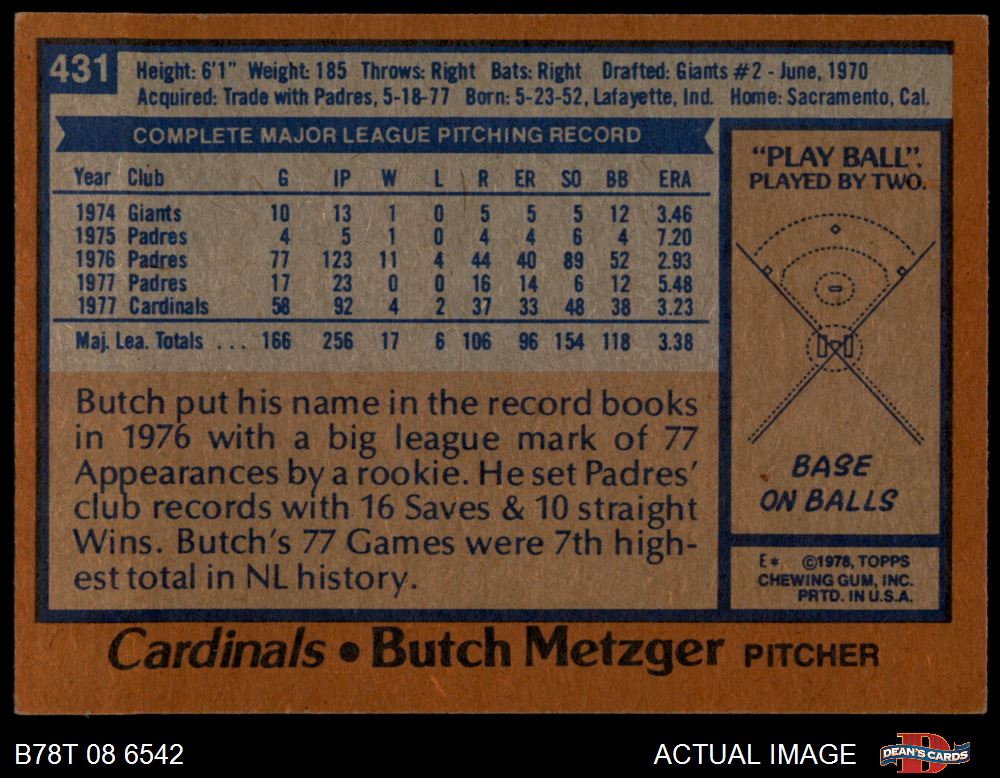 431
Height: 6'1" Weight: 185 Throws: Right Bats: Right Drafted: Giants #2 - June, 1970
Acquired: Trade with Padres, 5-18-77 Born: 5-23-52, Lafayette, Ind. Home: Sacramento, Cal.
COMPLETE MAJOR LEAGUE PITCHING RECORD
Year Club G IP W L R ER SO BB ERA
1974 Giants 10 13 1 0 5 5 5 12 3.46
1975 Padres 4 5 1 0 4 4 6 4 7.20
1976 Padres 77 123 11 4 44 40 89 52 2.93
1977 Padres 17 23 0 0 16 14 6 12 5.48
1977 Cardinals 58 92 4 2 37 33 48 38 3.23
Maj. Lea. Totals ... 166 256 17 6 106 96 154 118 3.38
Butch put his name in the record books
in 1976 with a big league mark of 77
Appearances by a rookie. He set Padres'
club records with 16 Saves & 10 straight
Wins. Butch's 77 Games were 7th high-
est total in NL history.
"PLAY BALL".
PLAYED BY TWO.
BASE
ON BALLS
E* ©1978, TOPPS
CHEWING GUM, INC.
PRTD. IN U.S.A.
Cardinals • Butch Metzger PITCHER
B78T 08 6542
ACTUAL IMAGE
D
DEAN'S CARDS